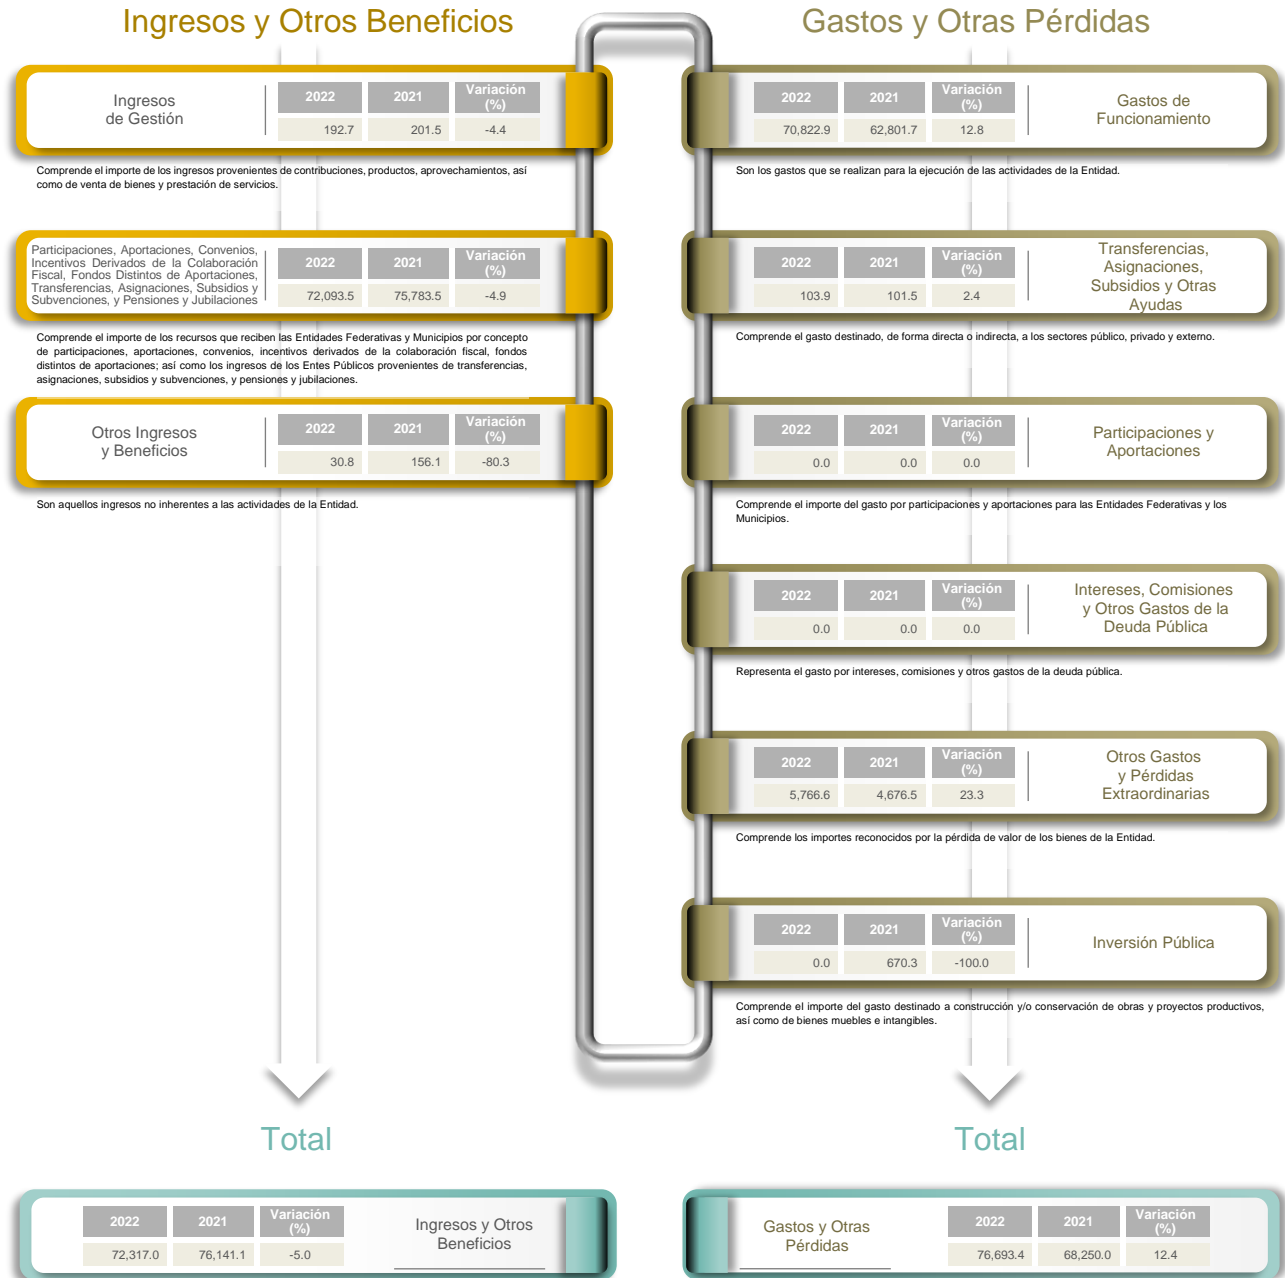 Ingresos y Otros Beneficios
Ingresos
de Gestión
2022 2021 Variación (%)
192.7 201.5 -4.4
Comprende el importe de los ingresos provenientes de contribuciones, productos, aprovechamientos, así
como de venta de bienes y prestación de servicios.
Participaciones, Aportaciones, Convenios,
Incentivos Derivados de la Colaboración
Fiscal, Fondos Distintos de Aportaciones,
Transferencias, Asignaciones, Subsidios y
Subvenciones, y Pensiones y Jubilaciones
2022 2021 Variación (%)
72,093.5 75,783.5 -4.9
Comprende el importe de los recursos que reciben las Entidades Federativas y Municipios por concepto
de participaciones, aportaciones, convenios, incentivos derivados de la colaboración fiscal, fondos
distintos de aportaciones; así como los ingresos de los Entes Públicos provenientes de transferencias,
asignaciones, subsidios y subvenciones, y pensiones y jubilaciones.
Otros Ingresos
y Beneficios
2022 2021 Variación (%)
30.8 156.1 -80.3
Son aquellos ingresos no inherentes a las actividades de la Entidad.
Total
2022 2021 Variación (%)
72,317.0 76,141.1 -5.0
Ingresos y Otros
Beneficios
Gastos y Otras Pérdidas
2022 2021 Variación (%)
70,822.9 62,801.7 12.8
Gastos de
Funcionamiento
Son los gastos que se realizan para la ejecución de las actividades de la Entidad.
2022 2021 Variación (%)
103.9 101.5 2.4
Transferencias,
Asignaciones,
Subsidios y Otras
Ayudas
Comprende el gasto destinado, de forma directa o indirecta, a los sectores público, privado y externo.
2022 2021 Variación (%)
0.0 0.0 0.0
Participaciones y
Aportaciones
Comprende el importe del gasto por participaciones y aportaciones para las Entidades Federativas y los
Municipios.
2022 2021 Variación (%)
0.0 0.0 0.0
Intereses, Comisiones
y Otros Gastos de la
Deuda Pública
Representa el gasto por intereses, comisiones y otros gastos de la deuda pública.
2022 2021 Variación (%)
5,766.6 4,676.5 23.3
Otros Gastos
y Pérdidas
Extraordinarias
Comprende los importes reconocidos por la pérdida de valor de los bienes de la Entidad.
2022 2021 Variación (%)
0.0 670.3 -100.0
Inversión Pública
Comprende el importe del gasto destinado a construcción y/o conservación de obras y proyectos productivos,
así como de bienes muebles e intangibles.
Total
Gastos y Otras
Pérdidas
2022 2021 Variación (%)
76,693.4 68,250.0 12.4